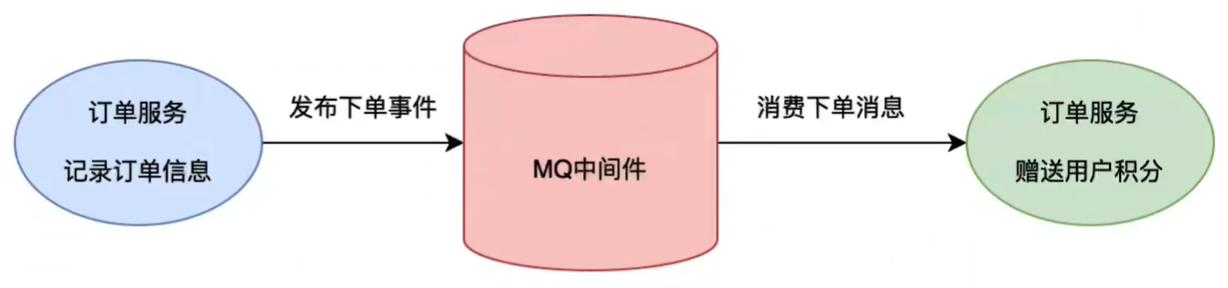 订单服务
记录订单信息
发布下单事件
MQ中间件
消费下单消息
订单服务
赠送用户积分